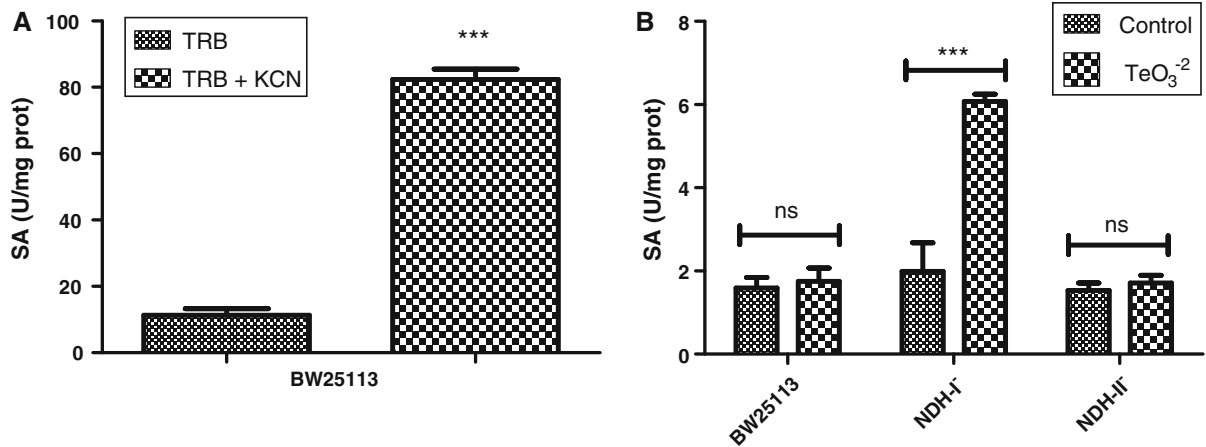 A
SA (U/mg prot)
100
80
60
40
20
0
TRB
TRB + KCN
***
BW25113
B
SA (U/mg prot)
8
6
4
2
0
Control
TeO₃⁻²
ns
***
ns
BW25113
NDH-I⁻
NDH-II⁻